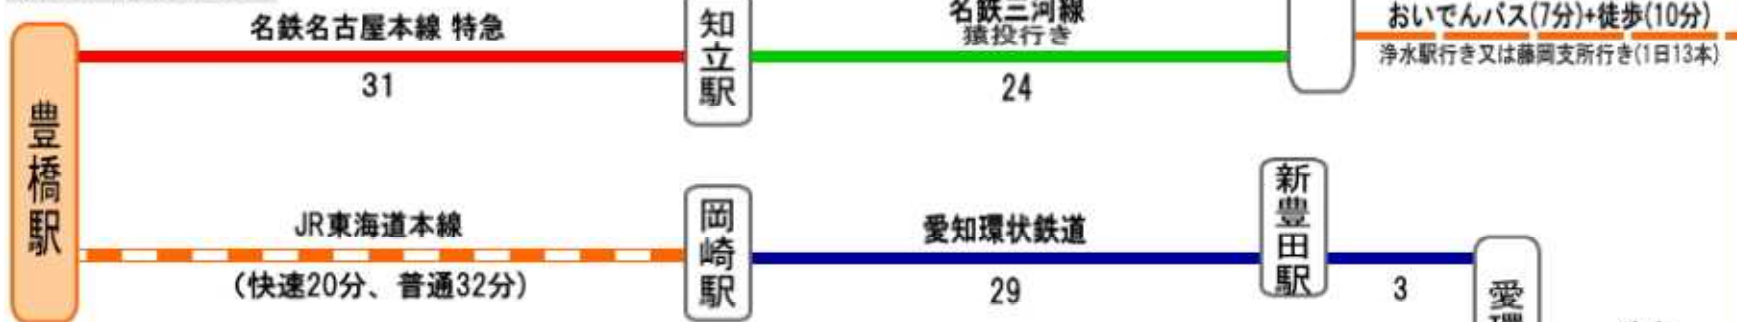 名鉄名古屋本線 特急
31
知立駅
名鉄三河線
猿投行き
24
おいでんバス(7分)+徒歩(10分)
浄水駅行き又は藤岡支所行き(1日13本)
豊橋駅
JR東海道本線
(快速20分、普通32分)
岡崎駅
愛知環状鉄道
29
新豊田駅
3
愛環